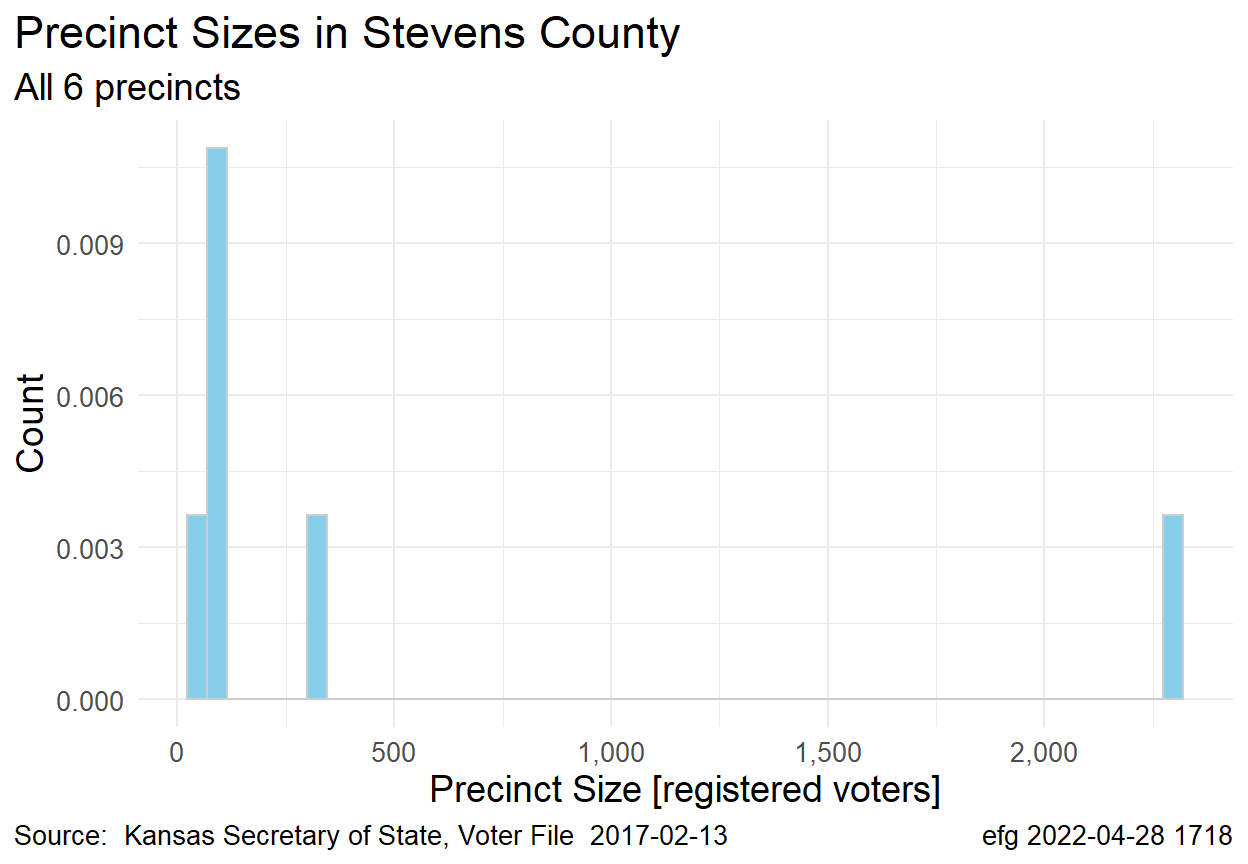 Precinct Sizes in Stevens County
All 6 precincts
Count
0.009
0.006
0.003
0.000
0 500 1,000 1,500 2,000
Precinct Size [registered voters]
Source:  Kansas Secretary of State, Voter File  2017-02-13
efg 2022-04-28 1718